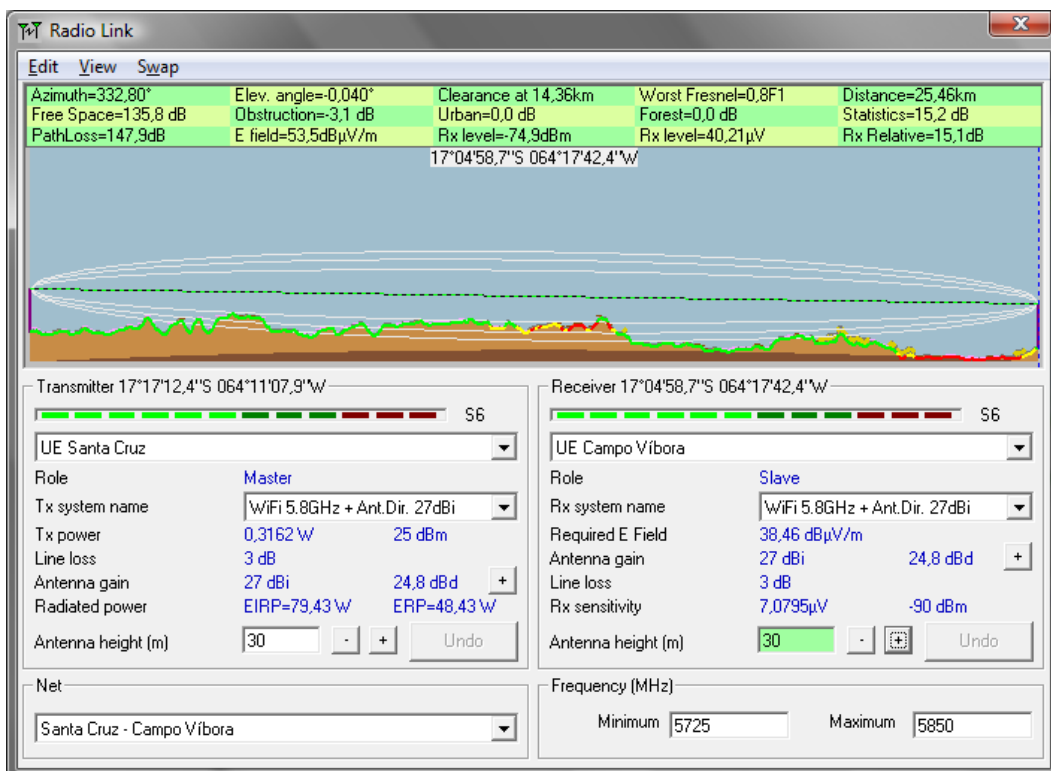 Radio Link
Edit View Swap
Azimuth=332,80° Elev. angle=-0,040° Clearance at 14,36km Worst Fresnel=0,8F1 Distance=25,46km
Free Space=135,8 dB Obstruction=-3,1 dB Urban=0,0 dB Forest=0,0 dB Statistics=15,2 dB
PathLoss=147,9dB E field=53,5dBµV/m Rx level=-74,9dBm Rx level=40,21µV Rx Relative=15,1dB
17°04'58,7"S 064°17'42,4"W
Transmitter 17°17'12,4"S 064°11'07,9"W
S6
UE Santa Cruz
Role Master
Tx system name WiFi 5.8GHz + Ant.Dir. 27dBi
Tx power 0,3162 W 25 dBm
Line loss 3 dB
Antenna gain 27 dBi 24,8 dBd +
Radiated power EIRP=79,43 W ERP=48,43 W
Antenna height (m) 30 - + Undo
Receiver 17°04'58,7"S 064°17'42,4"W
S6
UE Campo Víbora
Role Slave
Rx system name WiFi 5.8GHz + Ant.Dir. 27dBi
Required E Field 38,46 dBµV/m
Antenna gain 27 dBi 24,8 dBd +
Line loss 3 dB
Rx sensitivity 7,0795µV -90 dBm
Antenna height (m) 30 - + Undo
Net
Santa Cruz - Campo Víbora
Frequency (MHz)
Minimum 5725 Maximum 5850